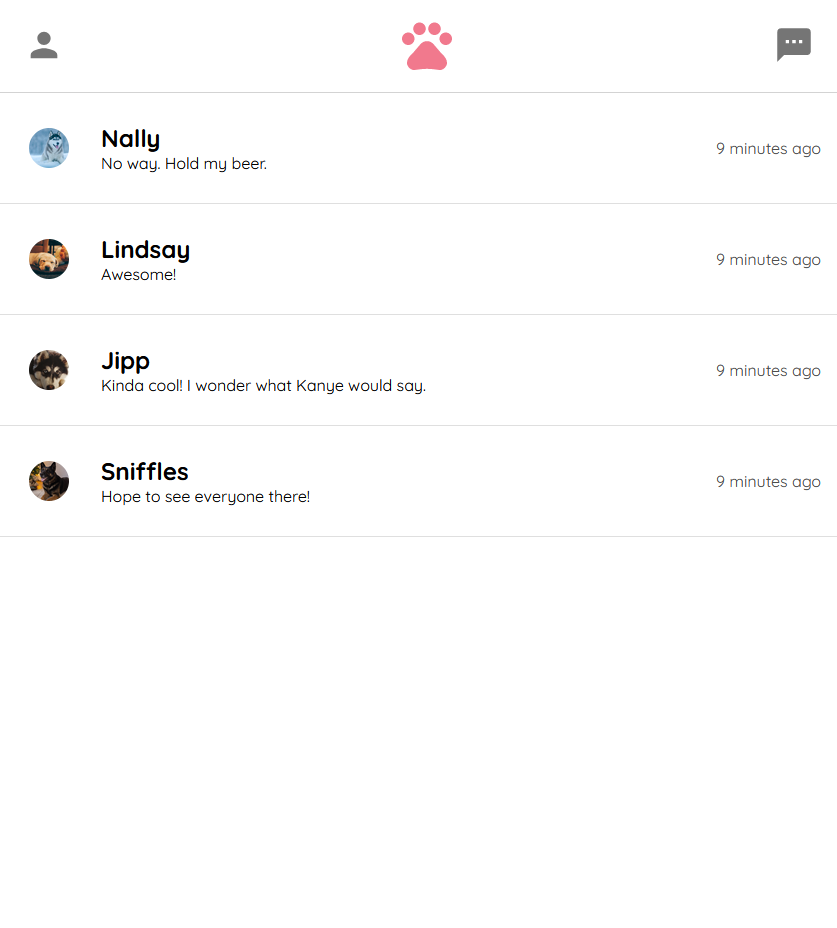 Nally
No way. Hold my beer.
9 minutes ago
Lindsay
Awesome!
9 minutes ago
Jipp
Kinda cool! I wonder what Kanye would say.
9 minutes ago
Sniffles
Hope to see everyone there!
9 minutes ago